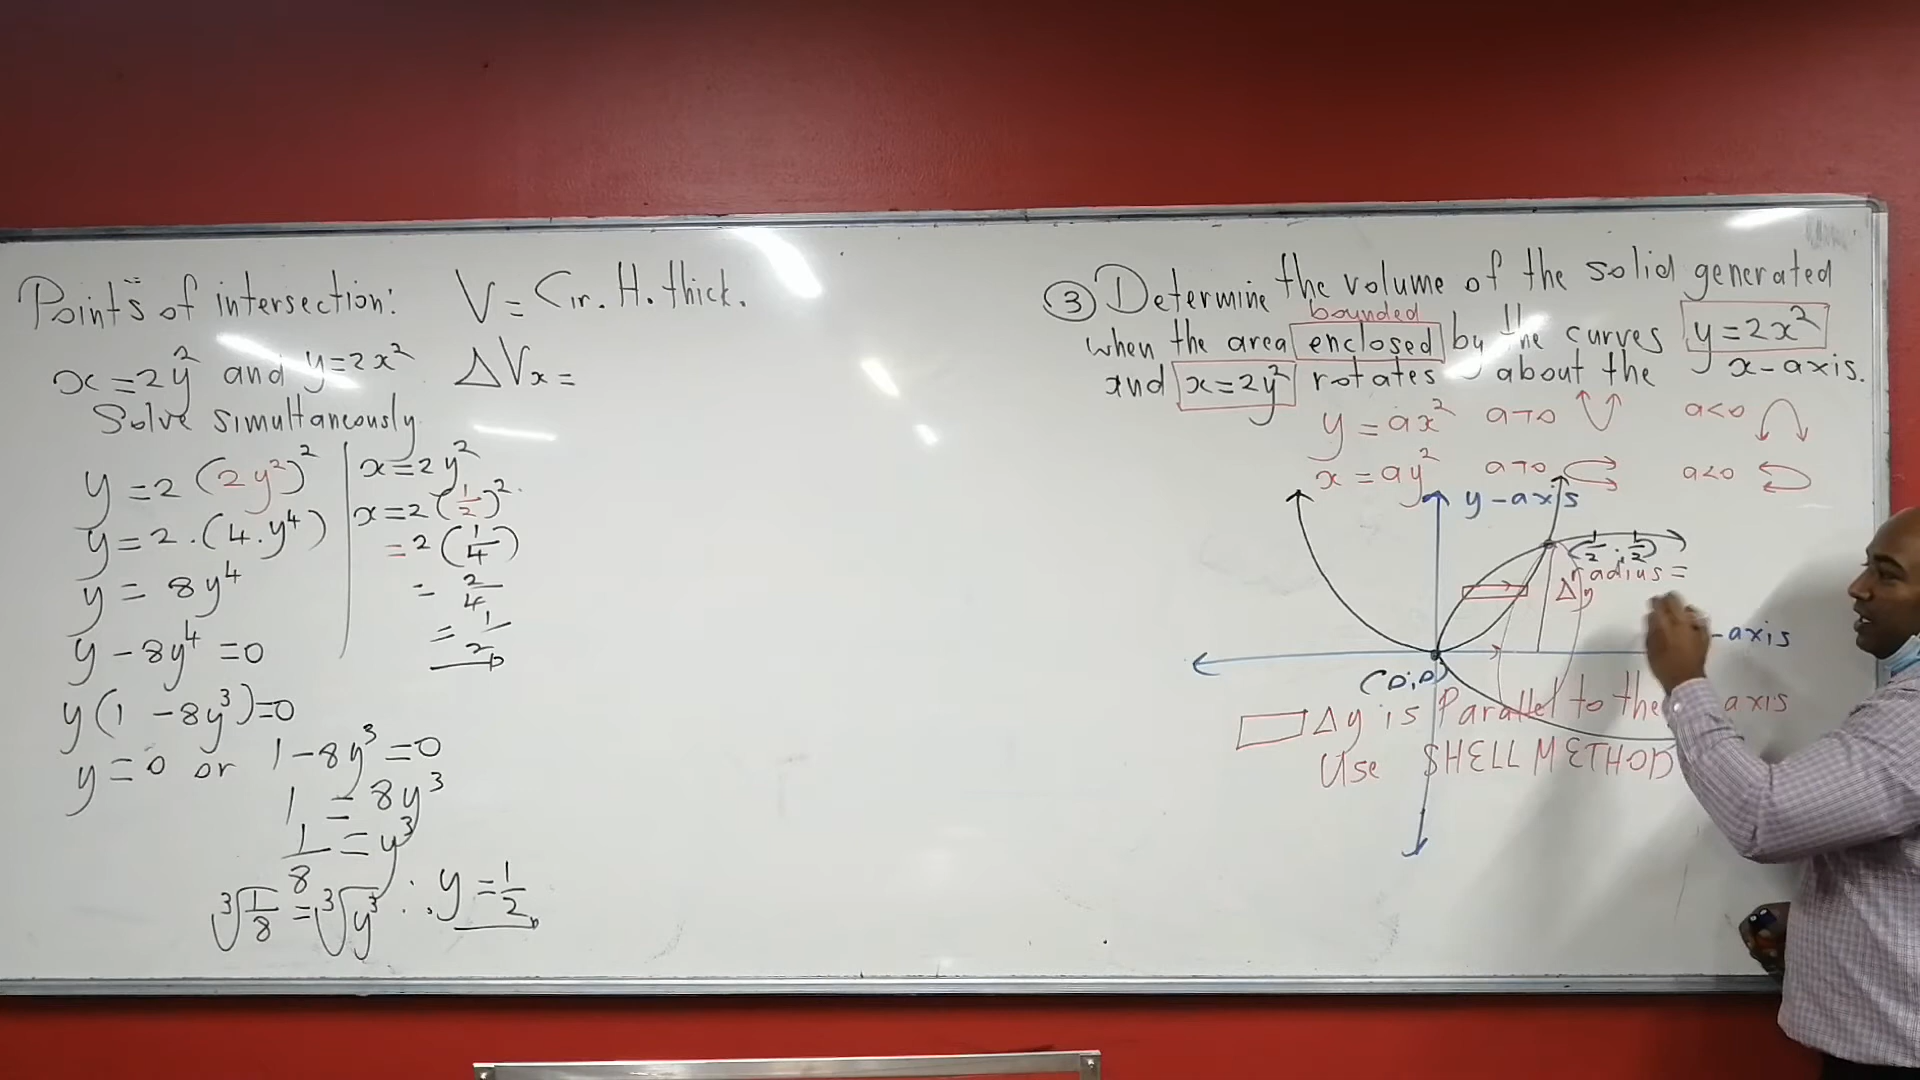 Points of intersection:
x = 2y² and y = 2x²
Solve simultaneously
y = 2 (2y²)²
y = 2 . (4.y⁴)
y = 8y⁴
y - 8y⁴ = 0
y(1 - 8y³) = 0
y = 0 or 1 - 8y³ = 0
1 = 8y³
1/8 = y³
³√(1/8) = ³√(y³) ∴ y = 1/2
x = 2y²
x = 2(1/2)²
= 2(1/4)
= 2/4
= 1/2
V = Cir. H. thick.
ΔVx =
③ Determine the volume of the solid generated
bounded
when the area enclosed by the curves y = 2x²
and x = 2y² rotates about the x-axis.
y = ax² a>0 a<0
x = ay² a>0 a<0
y-axis
(1/2 ; 1/2)
radius =
Δy
-axis
(0;0)
Δy is Parallel to the axis
Use SHELL METHOD